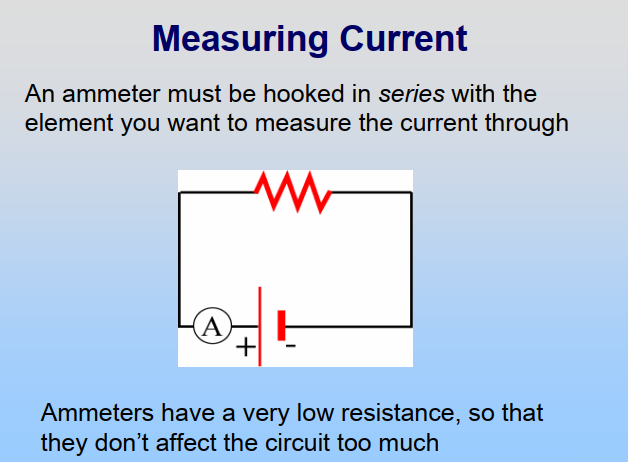 Measuring Current
An ammeter must be hooked in series with the
element you want to measure the current through
A
+
-
Ammeters have a very low resistance, so that
they don’t affect the circuit too much